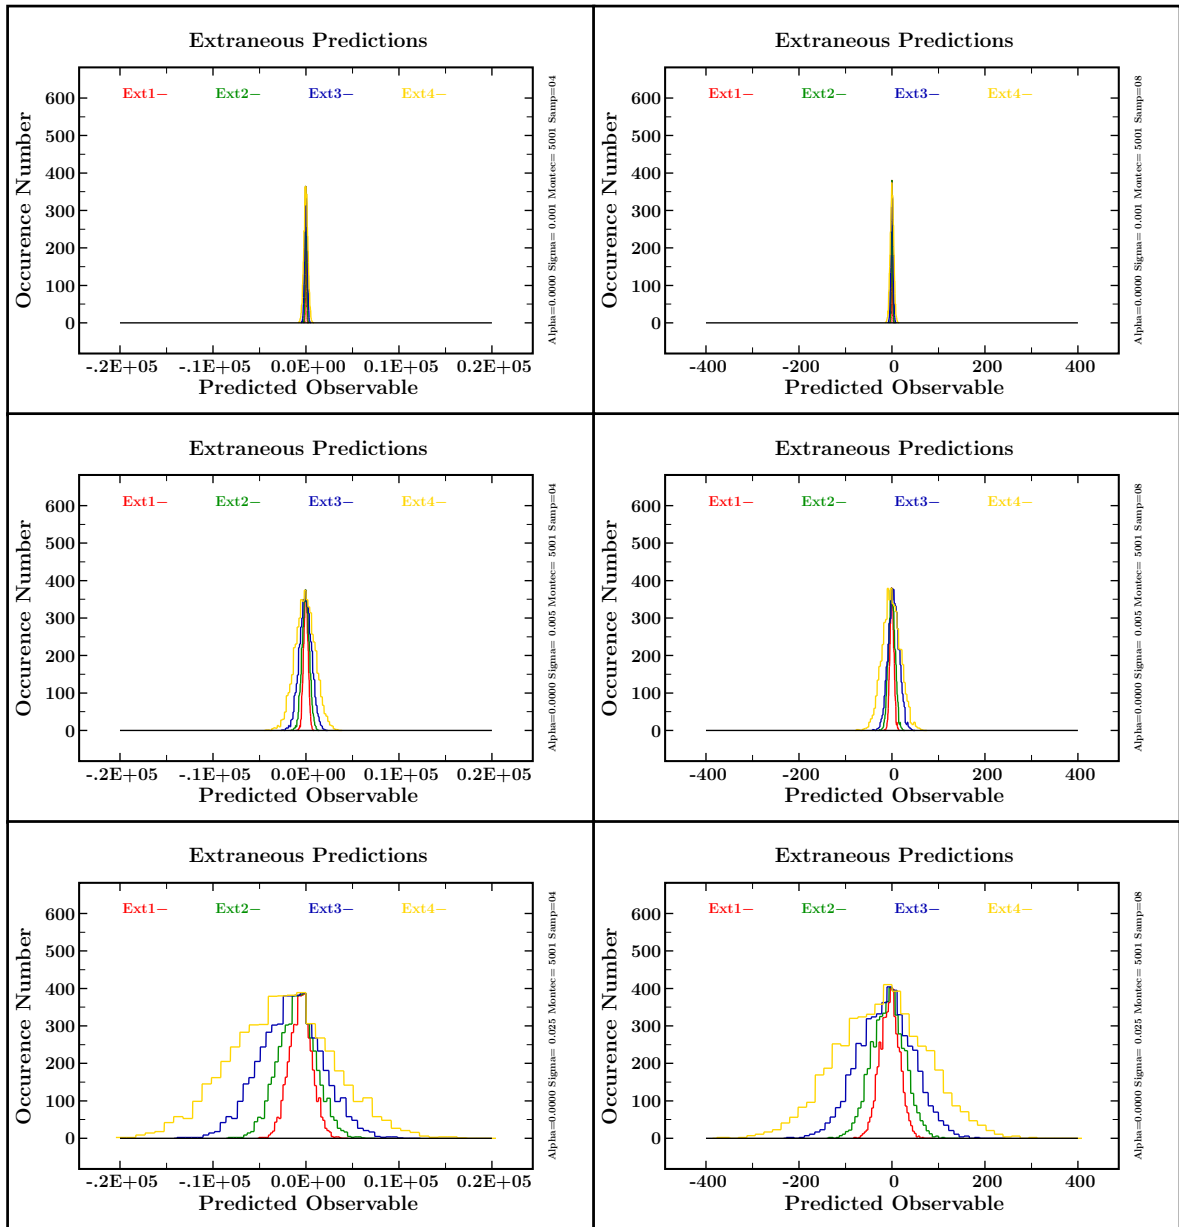 Extraneous Predictions
Ext1− Ext2− Ext3− Ext4−
600
500
400
300
200
100
0
Occurence Number
-.2E+05 -.1E+05 0.0E+00 0.1E+05 0.2E+05
Predicted Observable
Alpha=0.0000 Sigma= 0.001 Montec= 5001 Samp=04
Extraneous Predictions
Ext1− Ext2− Ext3− Ext4−
600
500
400
300
200
100
0
Occurence Number
-400 -200 0 200 400
Predicted Observable
Alpha=0.0000 Sigma= 0.001 Montec= 5001 Samp=08
Extraneous Predictions
Ext1− Ext2− Ext3− Ext4−
600
500
400
300
200
100
0
Occurence Number
-.2E+05 -.1E+05 0.0E+00 0.1E+05 0.2E+05
Predicted Observable
Alpha=0.0000 Sigma= 0.005 Montec= 5001 Samp=04
Extraneous Predictions
Ext1− Ext2− Ext3− Ext4−
600
500
400
300
200
100
0
Occurence Number
-400 -200 0 200 400
Predicted Observable
Alpha=0.0000 Sigma= 0.005 Montec= 5001 Samp=08
Extraneous Predictions
Ext1− Ext2− Ext3− Ext4−
600
500
400
300
200
100
0
Occurence Number
-.2E+05 -.1E+05 0.0E+00 0.1E+05 0.2E+05
Predicted Observable
Alpha=0.0000 Sigma= 0.025 Montec= 5001 Samp=04
Extraneous Predictions
Ext1− Ext2− Ext3− Ext4−
600
500
400
300
200
100
0
Occurence Number
-400 -200 0 200 400
Predicted Observable
Alpha=0.0000 Sigma= 0.025 Montec= 5001 Samp=08